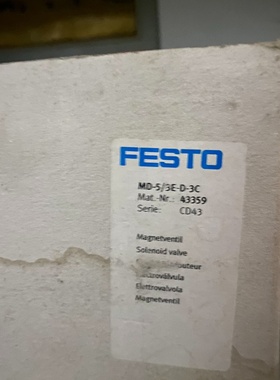 FESTO
MD-5/3E-D-3C
Mat.-Nr.: 43359
Serie: CD43
Magnetventil
Solenoid valve
Elettrovalvola
Magnetventil